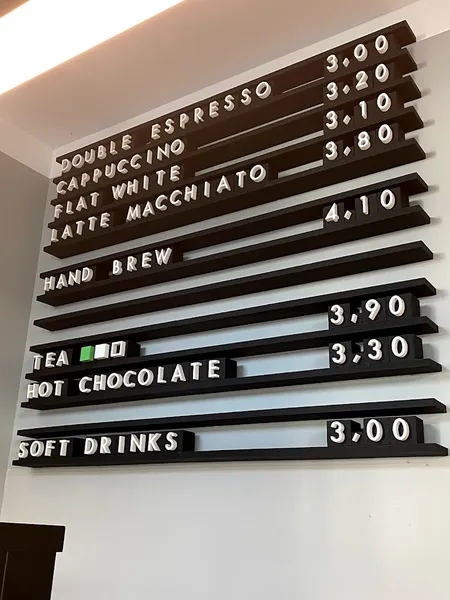 DOUBLE ESPRESSO 3,00
CAPPUCCINO 3,20
FLAT WHITE 3,10
LATTE MACCHIATO 3,80
HAND BREW 4,10
TEA 3,90
HOT CHOCOLATE 3,30
SOFT DRINKS 3,00